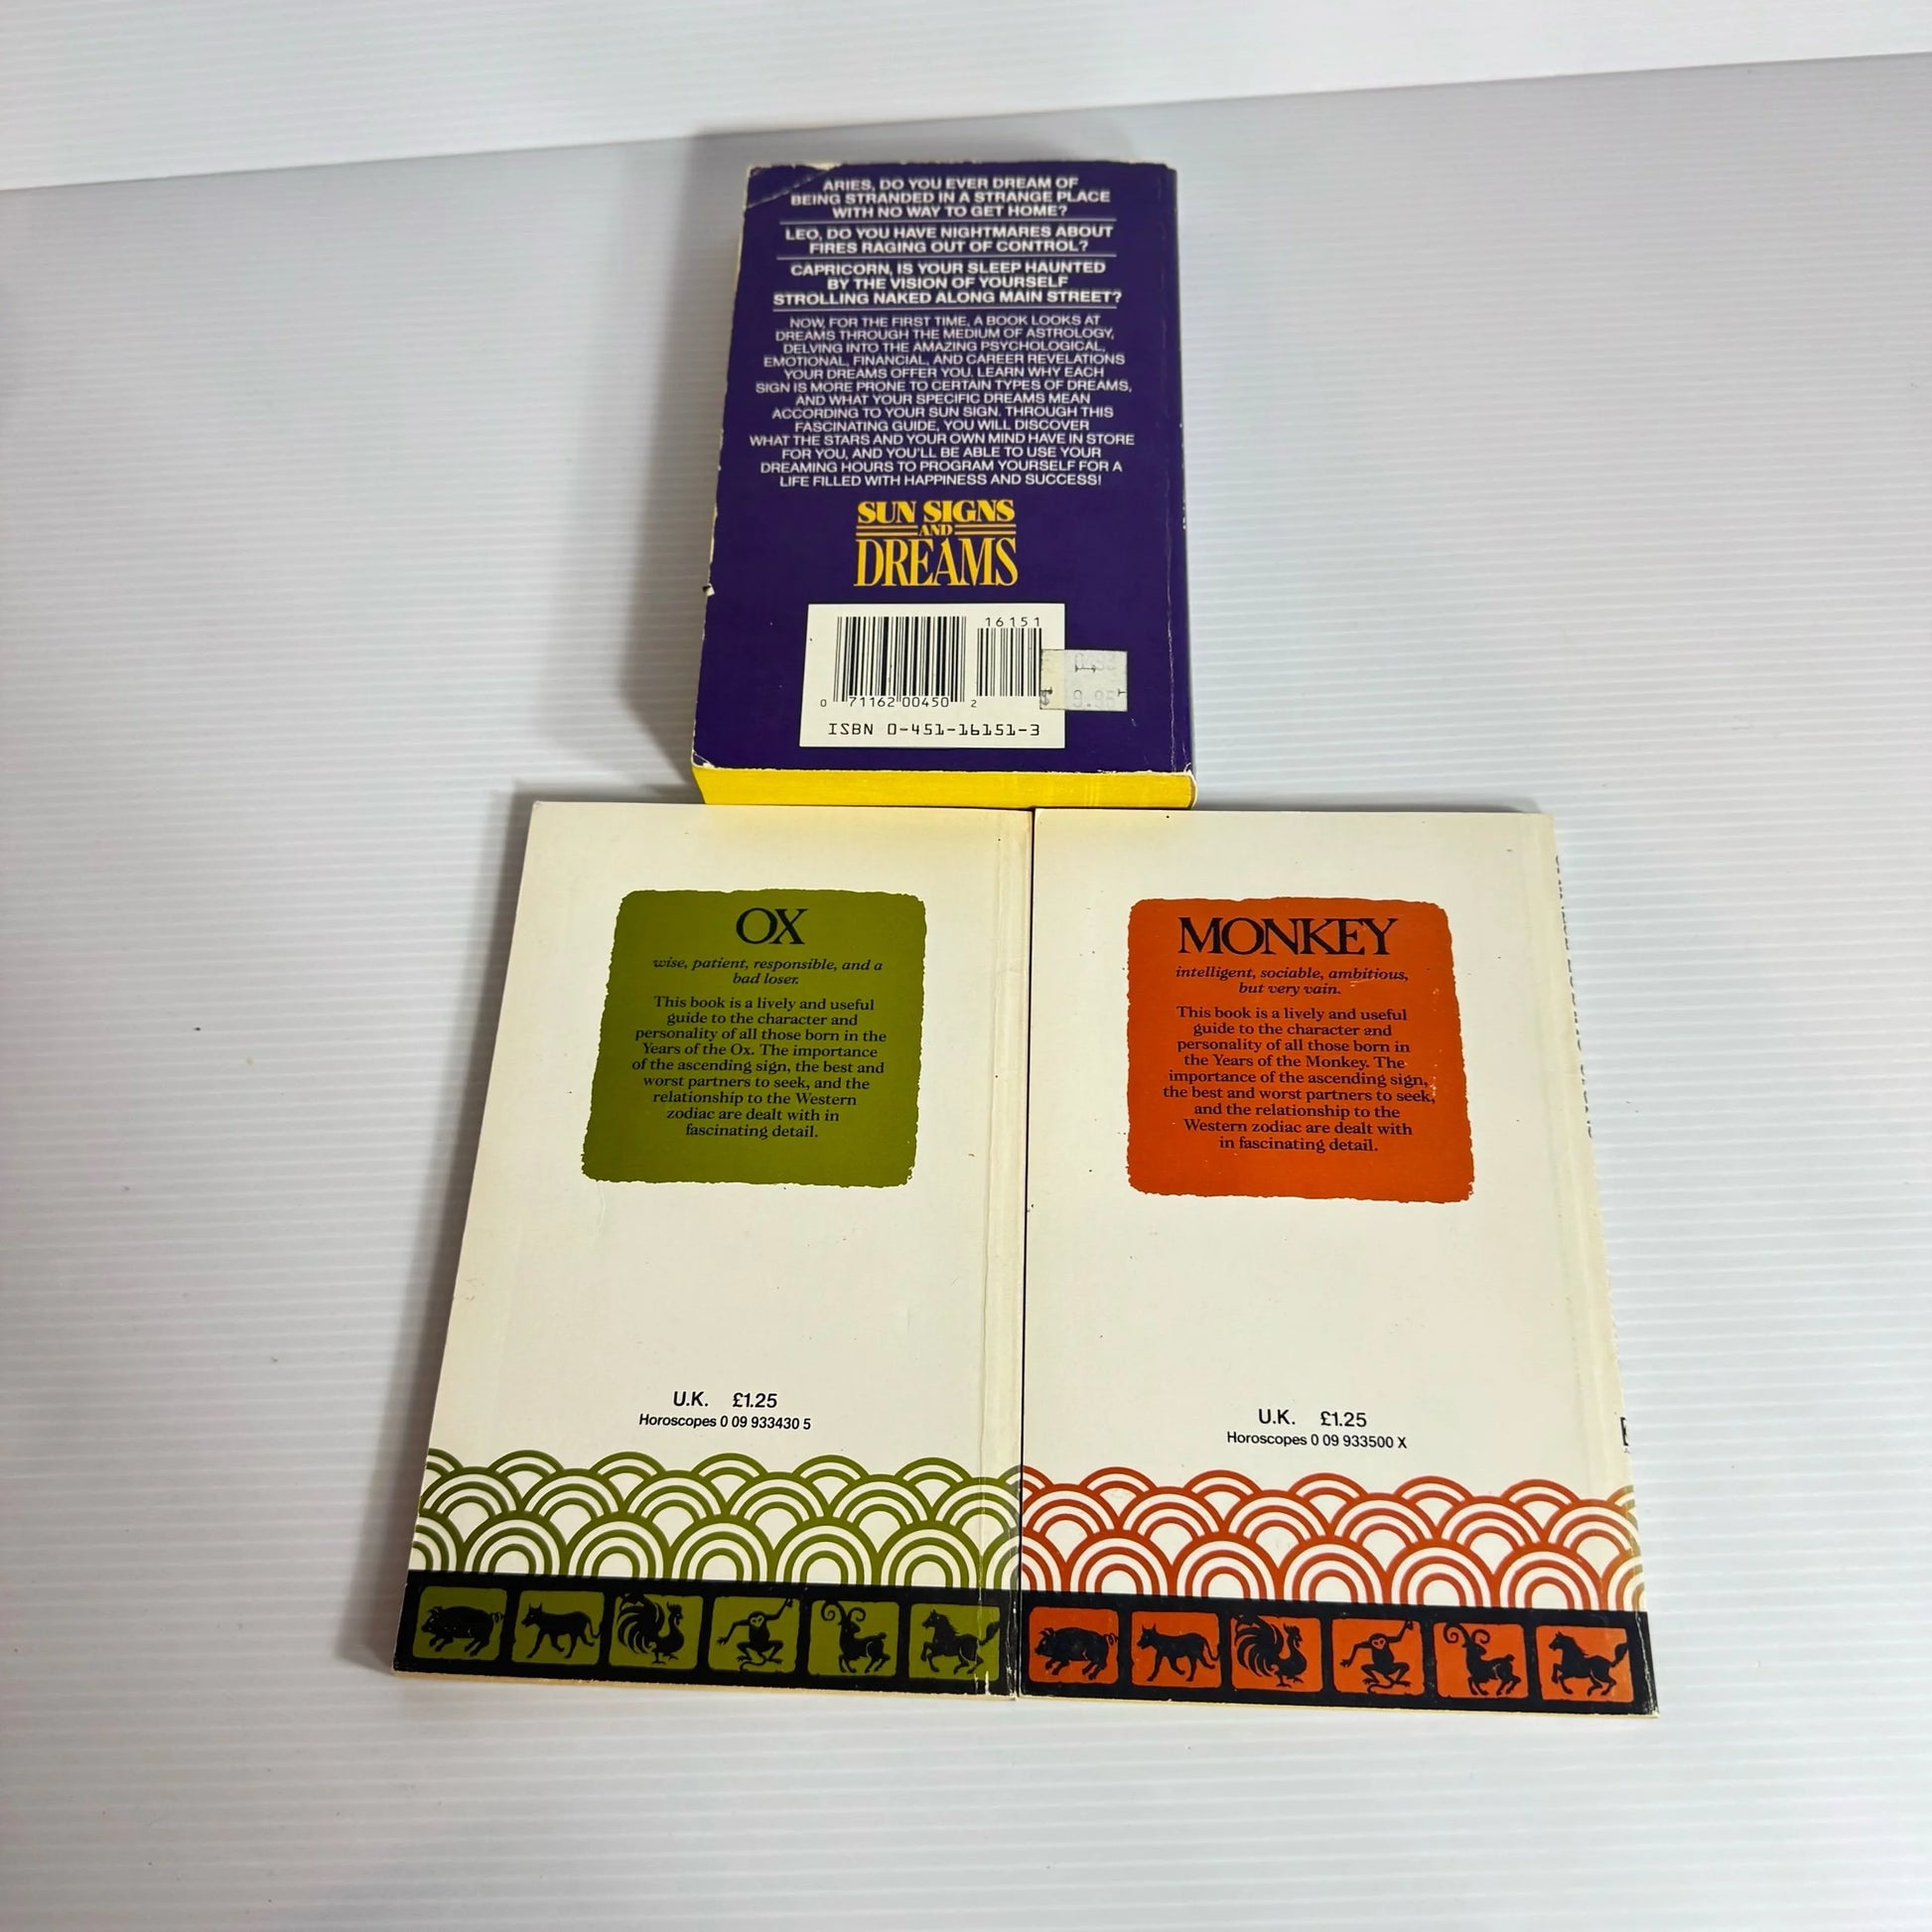 ARIES, DO YOU EVER DREAM OF
BEING STRANDED IN A STRANGE PLACE
WITH NO WAY TO GET HOME?
LEO, DO YOU HAVE NIGHTMARES ABOUT
FIRES RAGING OUT OF CONTROL?
CAPRICORN, IS YOUR SLEEP HAUNTED
BY THE VISION OF YOURSELF
STROLLING NAKED ALONG MAIN STREET?
NOW, FOR THE FIRST TIME, A BOOK LOOKS AT
DREAMS THROUGH THE MEDIUM OF ASTROLOGY,
DELVING INTO THE AMAZING PSYCHOLOGICAL,
EMOTIONAL, FINANCIAL, AND CAREER REVELATIONS
YOUR DREAMS OFFER YOU. LEARN WHY EACH
SIGN IS MORE PRONE TO CERTAIN TYPES OF DREAMS,
AND WHAT YOUR SPECIFIC DREAMS MEAN
ACCORDING TO YOUR SUN SIGN. THROUGH THIS
FASCINATING GUIDE, YOU WILL DISCOVER
WHAT THE STARS AND YOUR OWN MIND HAVE IN STORE
FOR YOU, AND YOU'LL BE ABLE TO USE YOUR
DREAMING HOURS TO PROGRAM YOURSELF FOR A
LIFE FILLED WITH HAPPINESS AND SUCCESS!
SUN SIGNS
AND
DREAMS
16151
0 71162 00450 2
$ 9.95
ISBN 0-451-16151-3
OX
wise, patient, responsible, and a
bad loser.
This book is a lively and useful
guide to the character and
personality of all those born in the
Years of the Ox. The importance
of the ascending sign, the best and
worst partners to seek, and the
relationship to the Western
zodiac are dealt with in
fascinating detail.
U.K. £1.25
Horoscopes 0 09 933430 5
MONKEY
intelligent, sociable, ambitious,
but very vain.
This book is a lively and useful
guide to the character and
personality of all those born in
the Years of the Monkey. The
importance of the ascending sign,
the best and worst partners to seek,
and the relationship to the
Western zodiac are dealt with
in fascinating detail.
U.K. £1.25
Horoscopes 0 09 933500 X